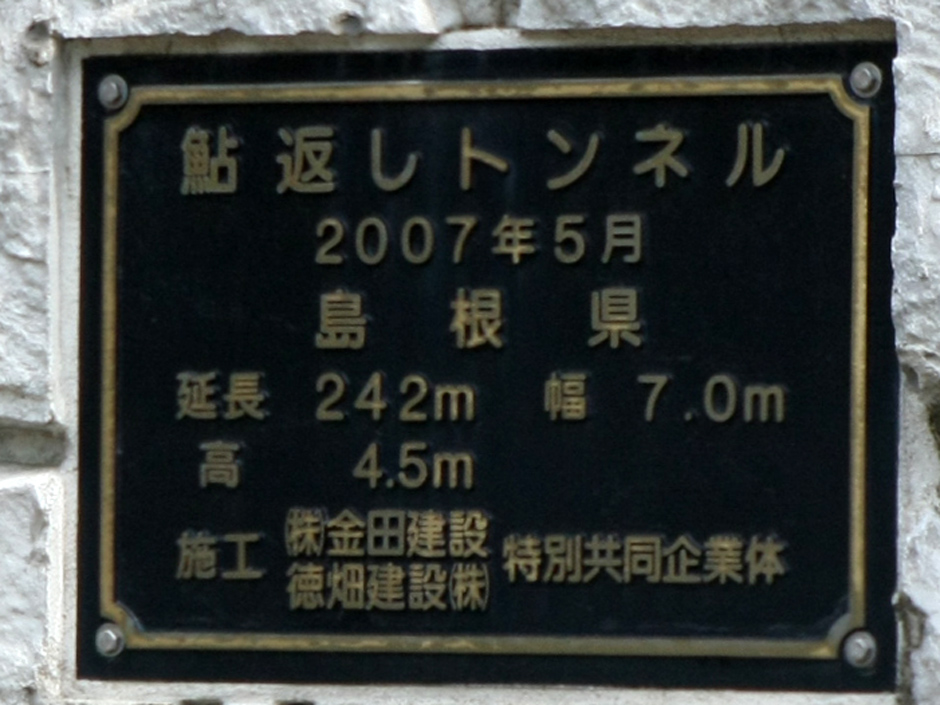 鮎返しトンネル
2007年5月
島根県
延長 242m 幅 7.0m
高 4.5m
施工 ㈱金田建設 徳畑建設㈱ 特別共同企業体